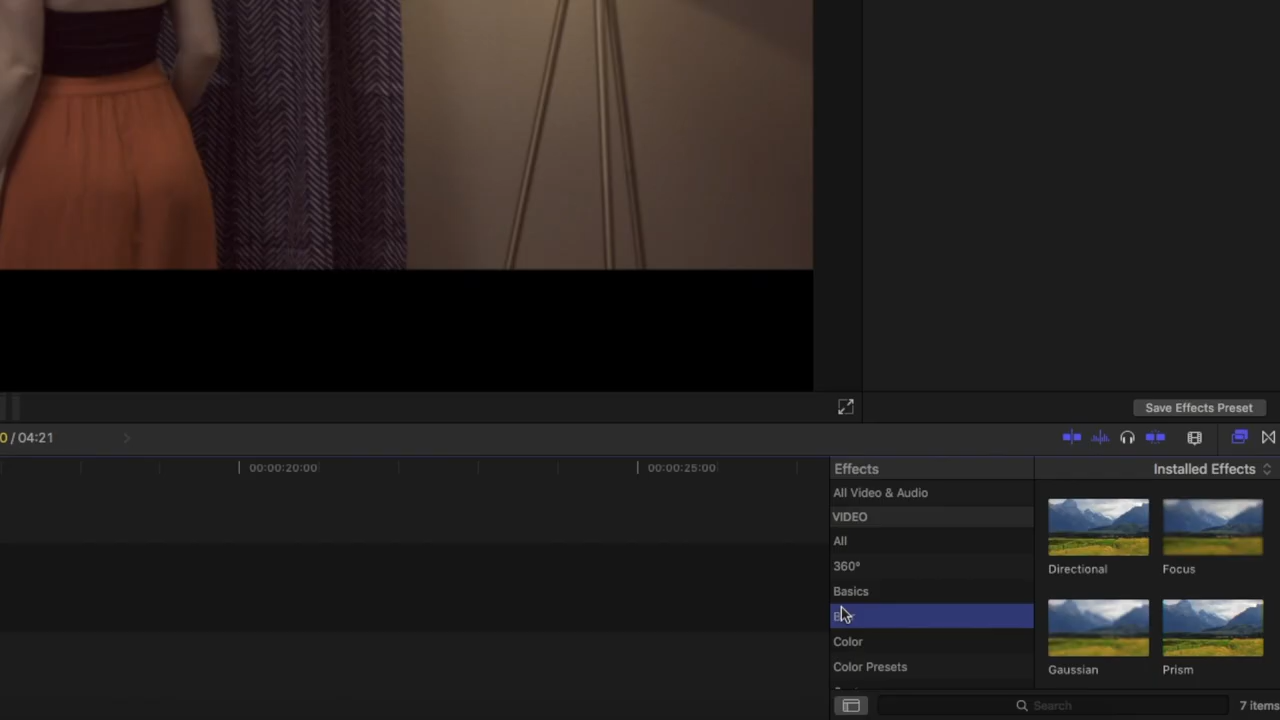 Save Effects Preset
0 / 04:21
00:00:20:00
00:00:25:00
Effects
Installed Effects
All Video & Audio
VIDEO
All
360°
Basics
Color
Color Presets
Directional
Focus
Gaussian
Prism
Search
7 items